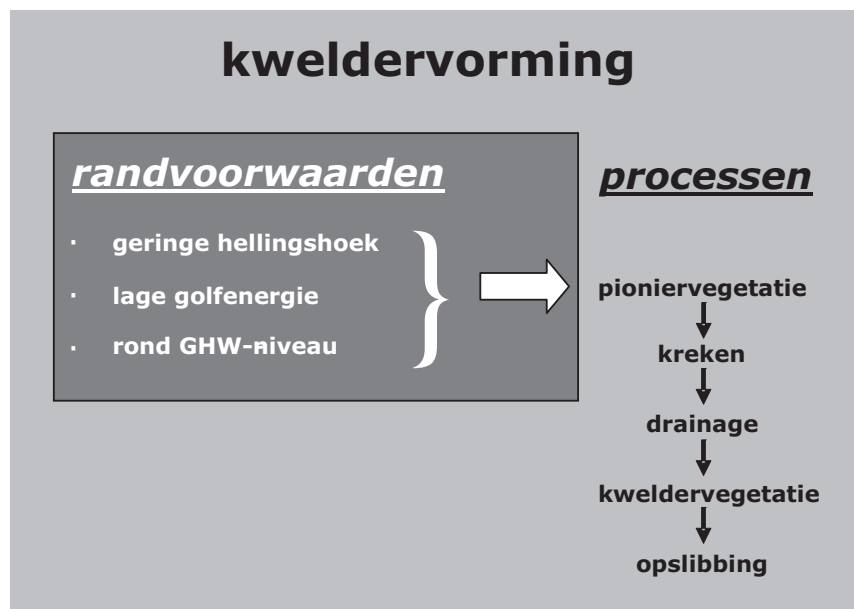 kweldervorming
randvoorwaarden
· geringe hellingshoek
· lage golfenergie
· rond GHW-niveau
processen
pioniervegetatie
kreken
drainage
kweldervegetatie
opslibbing